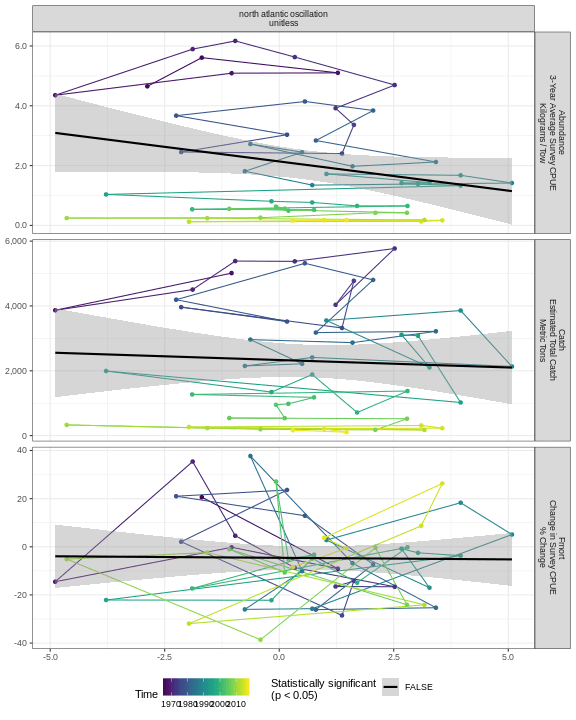 north atlantic oscillation
unitless
6.0
4.0
2.0
0.0
Abundance
3-Year Average Survey CPUE
Kilograms / Tow
6,000
4,000
2,000
0
Catch
Estimated Total Catch
Metric Tons
40
20
0
-20
-40
Fmort
Change in Survey CPUE
% Change
-5.0
-2.5
0.0
2.5
5.0
Time
1970
1980
1990
2000
2010
Statistically significant
(p < 0.05)
FALSE